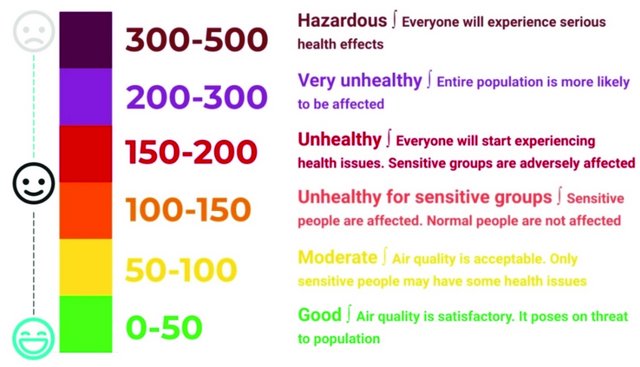 300-500
Hazardous ∫ Everyone will experience serious
health effects
200-300
Very unhealthy ∫ Entire population is more likely
to be affected
150-200
Unhealthy ∫ Everyone will start experiencing
health issues. Sensitive groups are adversely affected
100-150
Unhealthy for sensitive groups ∫ Sensitive
people are affected. Normal people are not affected
50-100
Moderate ∫ Air quality is acceptable. Only
sensitive people may have some health issues
0-50
Good ∫ Air quality is satisfactory. It poses on threat
to population